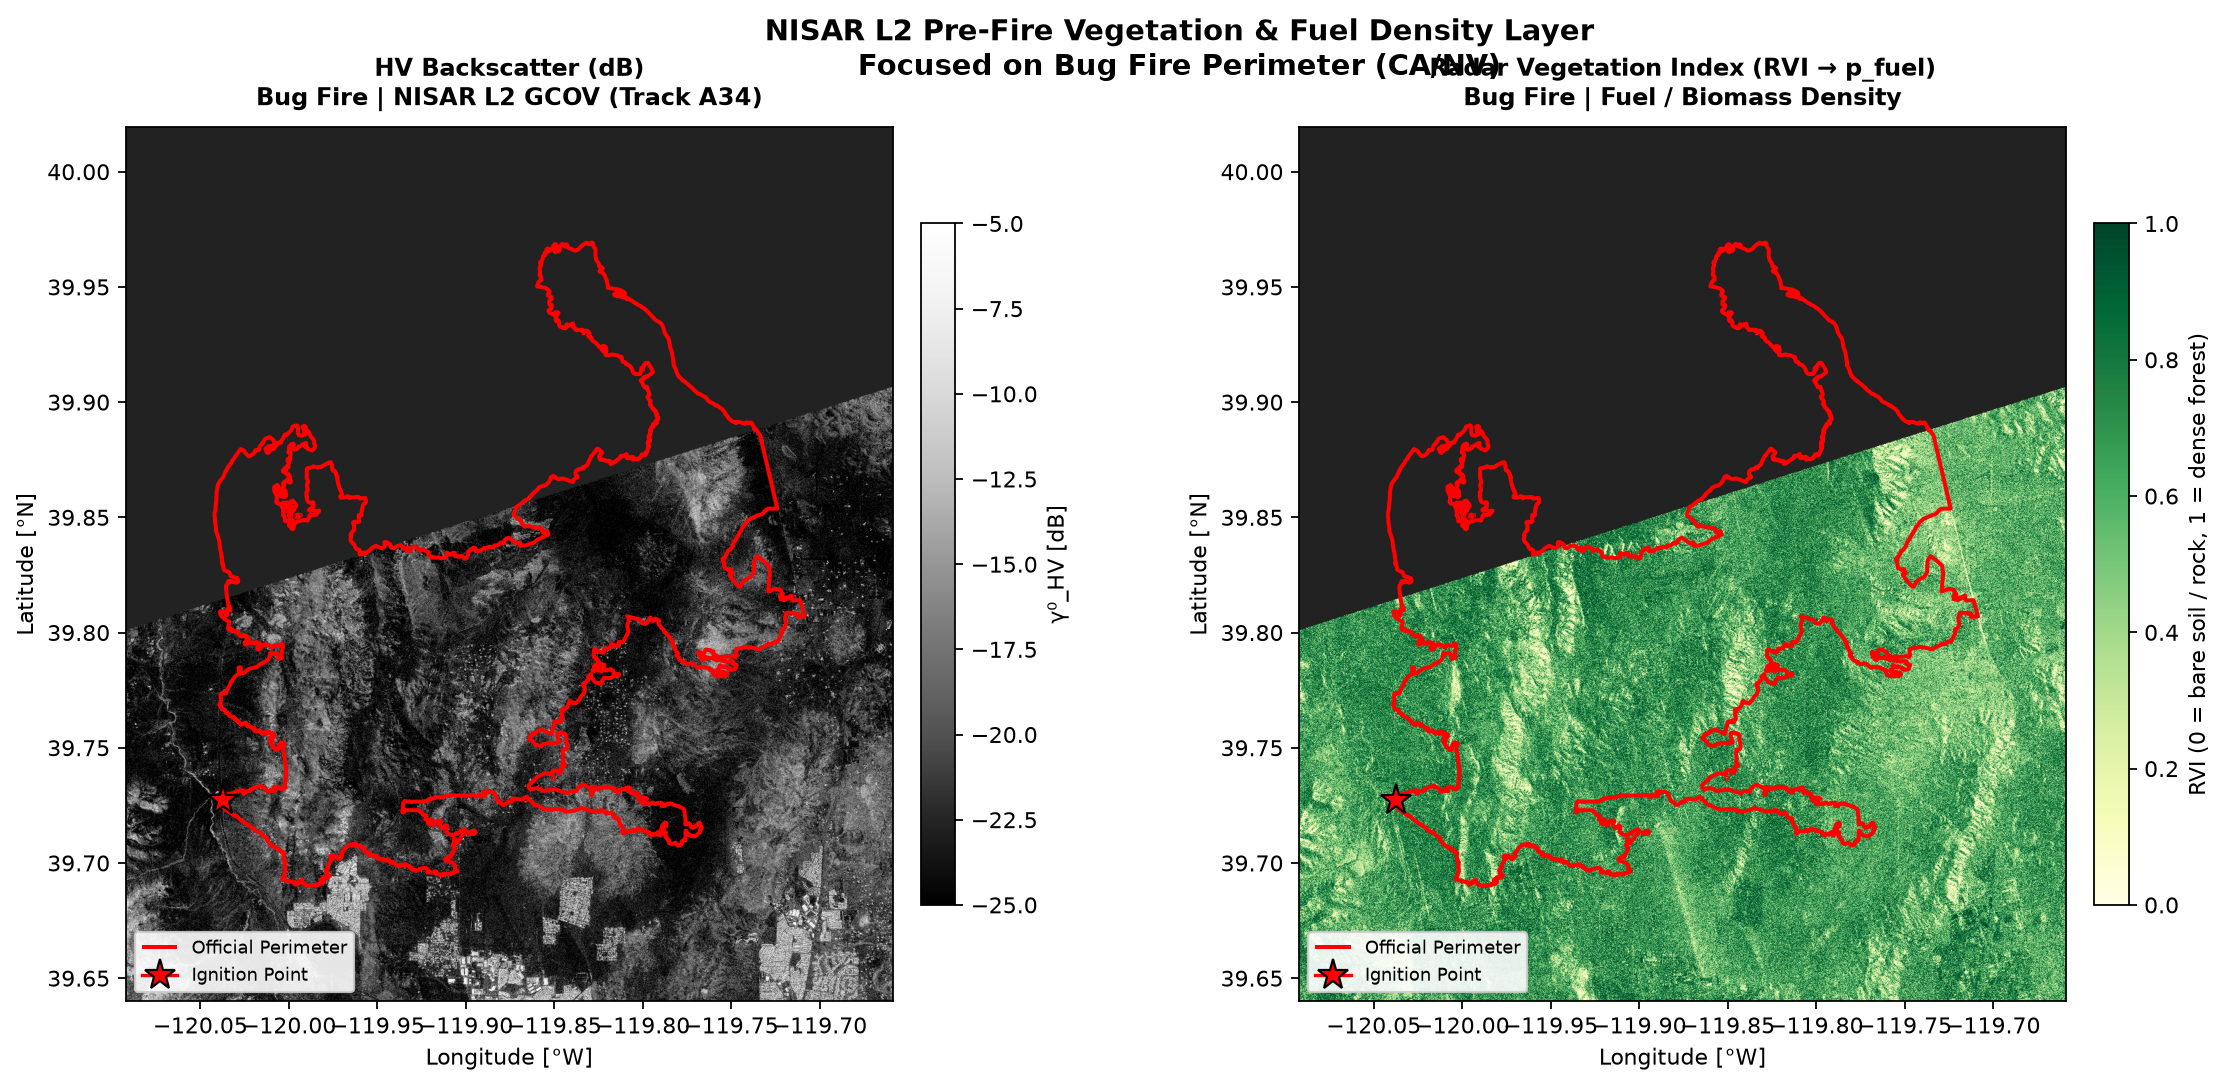 NISAR L2 Pre-Fire Vegetation & Fuel Density Layer
Focused on Bug Fire Perimeter (CA/NV)
HV Backscatter (dB)
Bug Fire | NISAR L2 GCOV (Track A34)
40.00
39.95
39.90
39.85
39.80
39.75
39.70
39.65
Latitude [°N]
Official Perimeter
Ignition Point
−120.05 −120.00 −119.95 −119.90 −119.85 −119.80 −119.75 −119.70
Longitude [°W]
−5.0
−7.5
−10.0
−12.5
−15.0
−17.5
−20.0
−22.5
−25.0
γ⁰_HV [dB]
Radar Vegetation Index (RVI → p_fuel)
Bug Fire | Fuel / Biomass Density
40.00
39.95
39.90
39.85
39.80
39.75
39.70
39.65
Latitude [°N]
Official Perimeter
Ignition Point
−120.05 −120.00 −119.95 −119.90 −119.85 −119.80 −119.75 −119.70
Longitude [°W]
1.0
0.8
0.6
0.4
0.2
0.0
RVI (0 = bare soil / rock, 1 = dense forest)